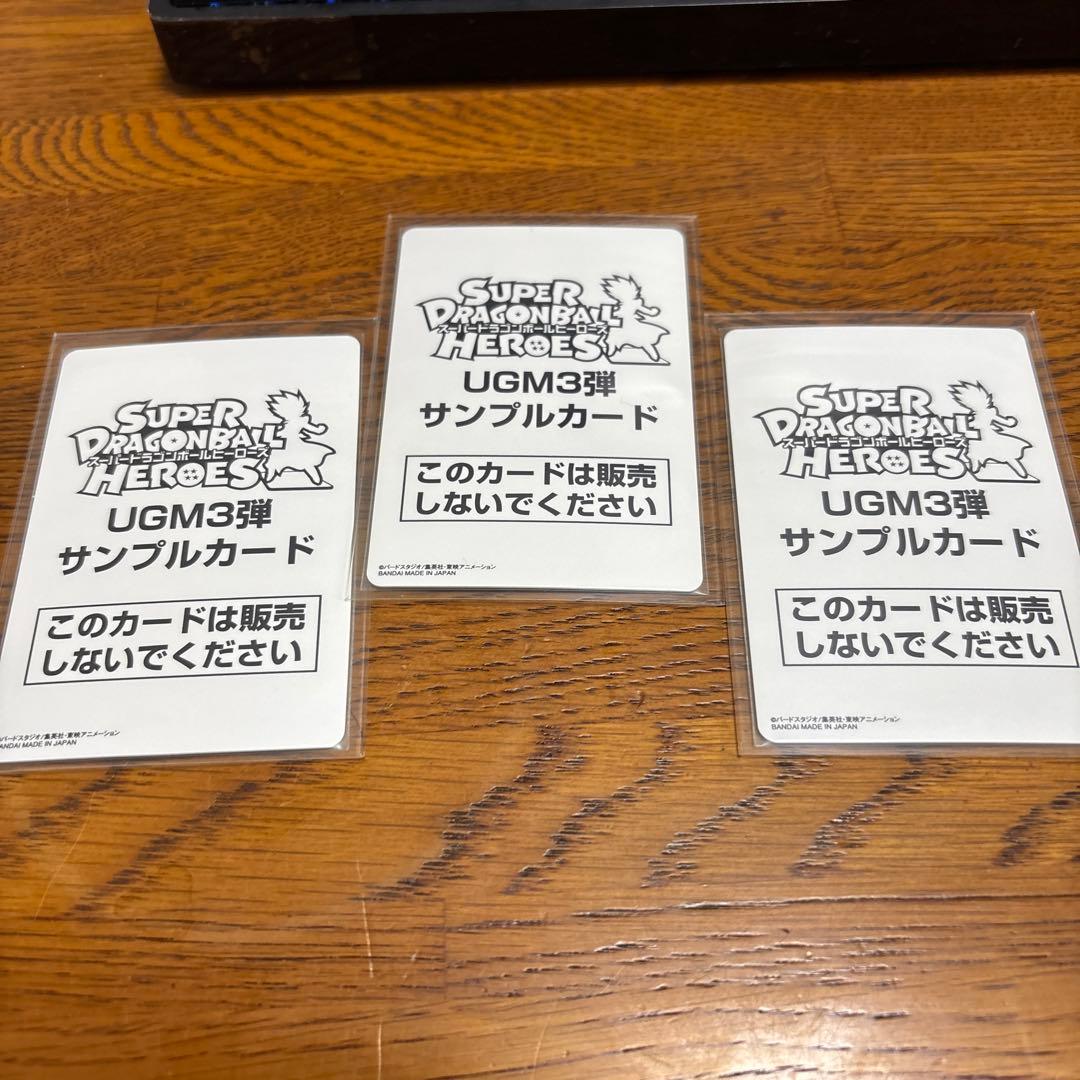 SUPER
DRAGONBALL
スーパードラゴンボールヒーローズ
HEROES
UGM3弾
サンプルカード
このカードは販売
しないでください
©バードスタジオ/集英社・東映アニメーション
BANDAI MADE IN JAPAN
SUPER
DRAGONBALL
スーパードラゴンボールヒーローズ
HEROES
UGM3弾
サンプルカード
このカードは販売
しないでください
©バードスタジオ/集英社・東映アニメーション
BANDAI MADE IN JAPAN
SUPER
DRAGONBALL
スーパードラゴンボールヒーローズ
HEROES
UGM3弾
サンプルカード
このカードは販売
しないでください
©バードスタジオ/集英社・東映アニメーション
BANDAI MADE IN JAPAN